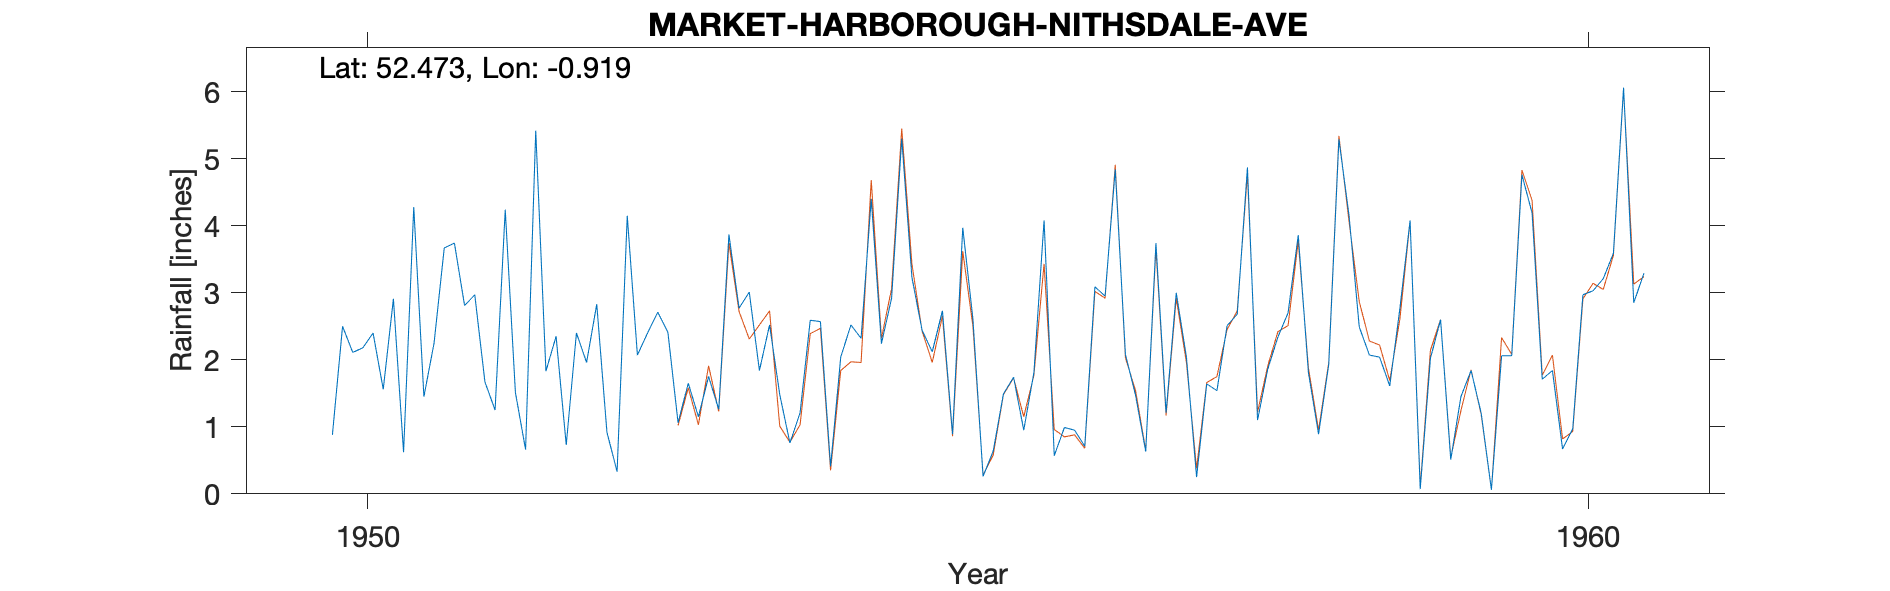 MARKET-HARBOROUGH-NITHSDALE-AVE
Lat: 52.473, Lon: -0.919
6
5
4
3
2
1
0
Rainfall [inches]
1950
1960
Year